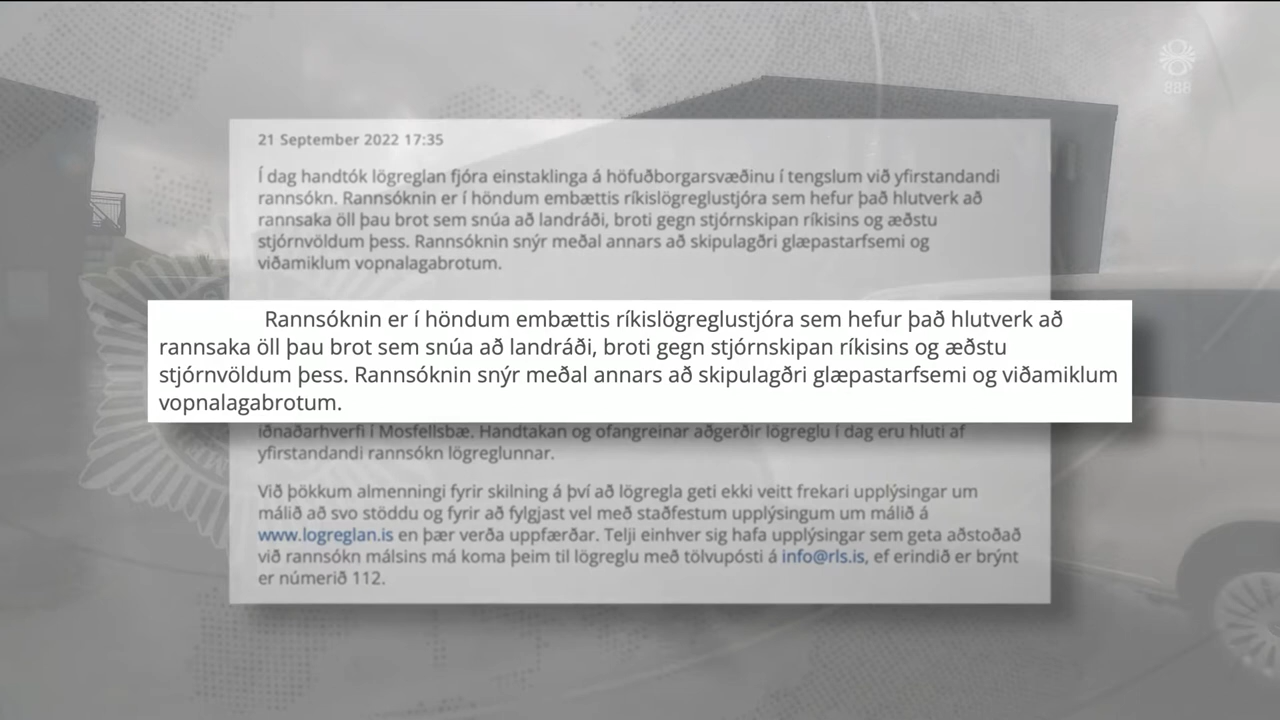 888
21 September 2022 17:35
Í dag handtók lögreglan fjóra einstaklinga á höfuðborgarsvæðinu í tengslum við yfirstandandi
rannsókn. Rannsóknin er í höndum embættis ríkislögreglustjóra sem hefur það hlutverk að
rannsaka öll þau brot sem snúa að landráði, broti gegn stjórnskipan ríkisins og æðstu
stjórnvöldum þess. Rannsóknin snýr meðal annars að skipulagðri glæpastarfsemi og
viðamiklum vopnalagabrotum.
Rannsóknin er í höndum embættis ríkislögreglustjóra sem hefur það hlutverk að
rannsaka öll þau brot sem snúa að landráði, broti gegn stjórnskipan ríkisins og æðstu
stjórnvöldum þess. Rannsóknin snýr meðal annars að skipulagðri glæpastarfsemi og viðamiklum
vopnalagabrotum.
iðnaðarhverfi í Mosfellsbæ. Handtakan og ofangreinar aðgerðir lögreglu í dag eru hluti af
yfirstandandi rannsókn lögreglunnar.
Við þökkum almenningi fyrir skilning á því að lögregla geti ekki veitt frekari upplýsingar um
málið að svo stöddu og fyrir að fylgjast vel með staðfestum upplýsingum um málið á
www.logreglan.is en þær verða uppfærðar. Telji einhver sig hafa upplýsingar sem geta aðstoðað
við rannsókn málsins má koma þeim til lögreglu með tölvupósti á info@rls.is, ef erindið er brýnt
er númerið 112.